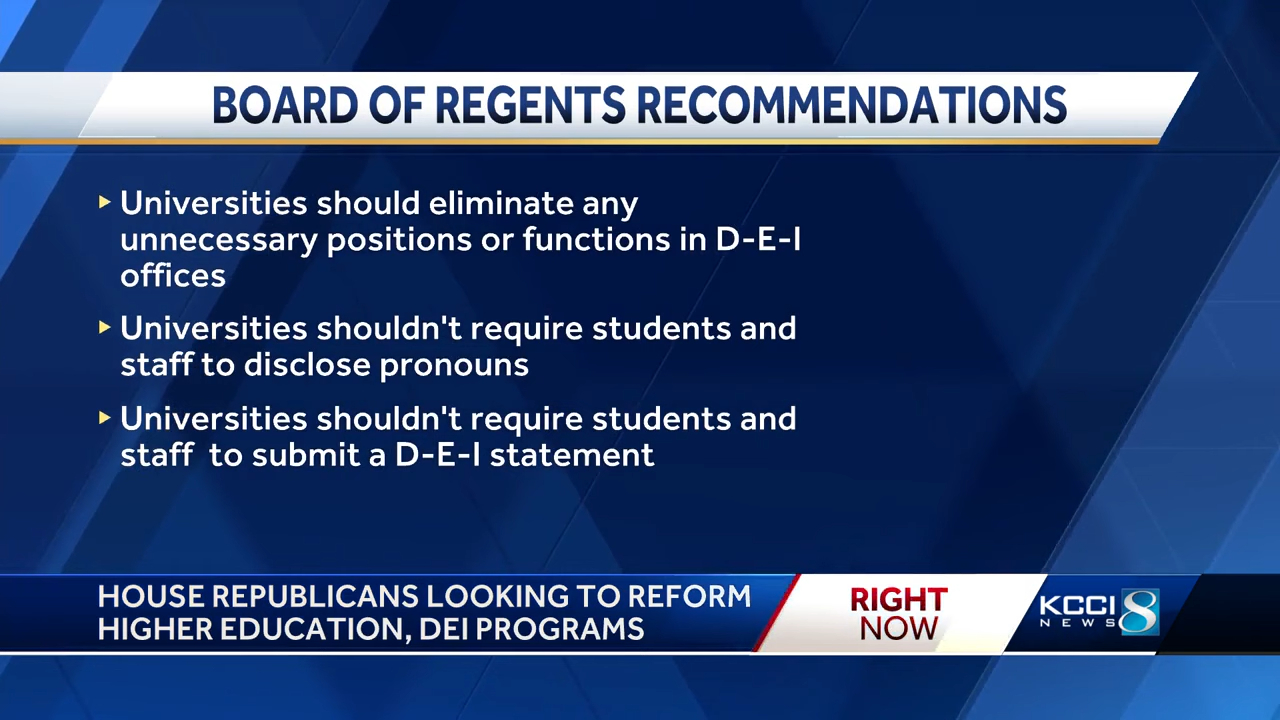 BOARD OF REGENTS RECOMMENDATIONS
Universities should eliminate any
unnecessary positions or functions in D-E-I
offices
Universities shouldn't require students and
staff to disclose pronouns
Universities shouldn't require students and
staff  to submit a D-E-I statement
HOUSE REPUBLICANS LOOKING TO REFORM
HIGHER EDUCATION, DEI PROGRAMS
RIGHT
NOW
KCCI 8
NEWS